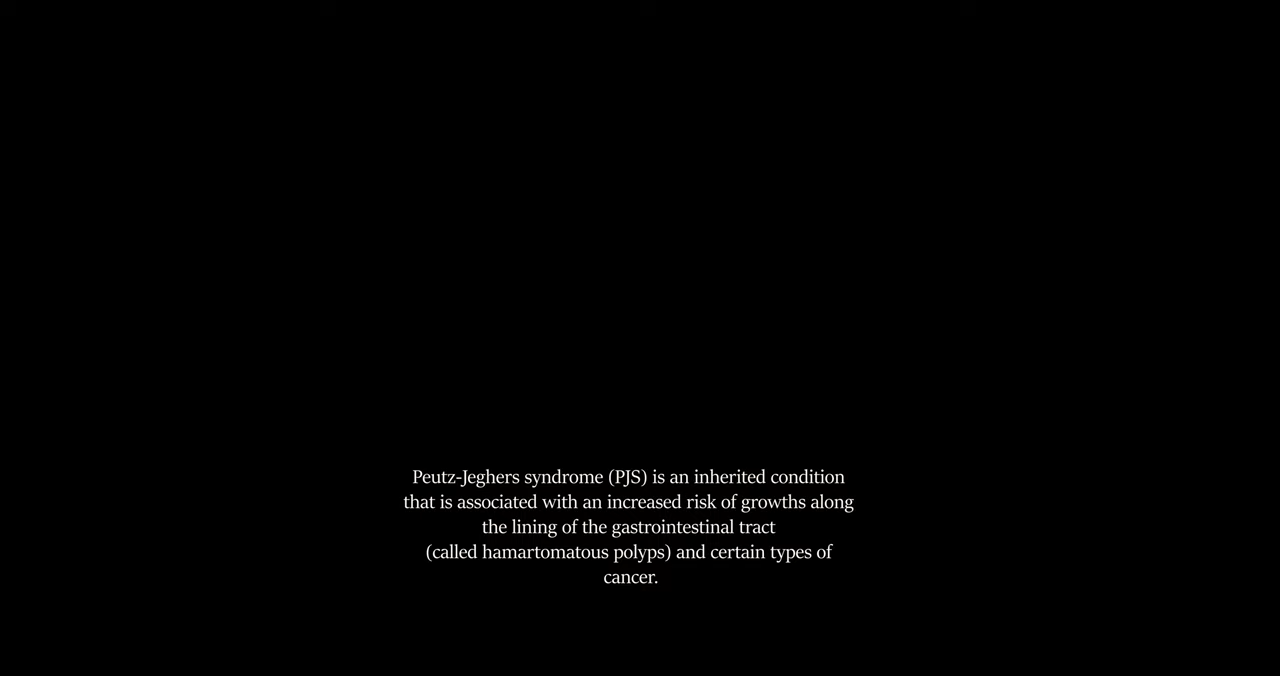 Peutz-Jeghers syndrome (PJS) is an inherited condition
that is associated with an increased risk of growths along
the lining of the gastrointestinal tract
(called hamartomatous polyps) and certain types of
cancer.